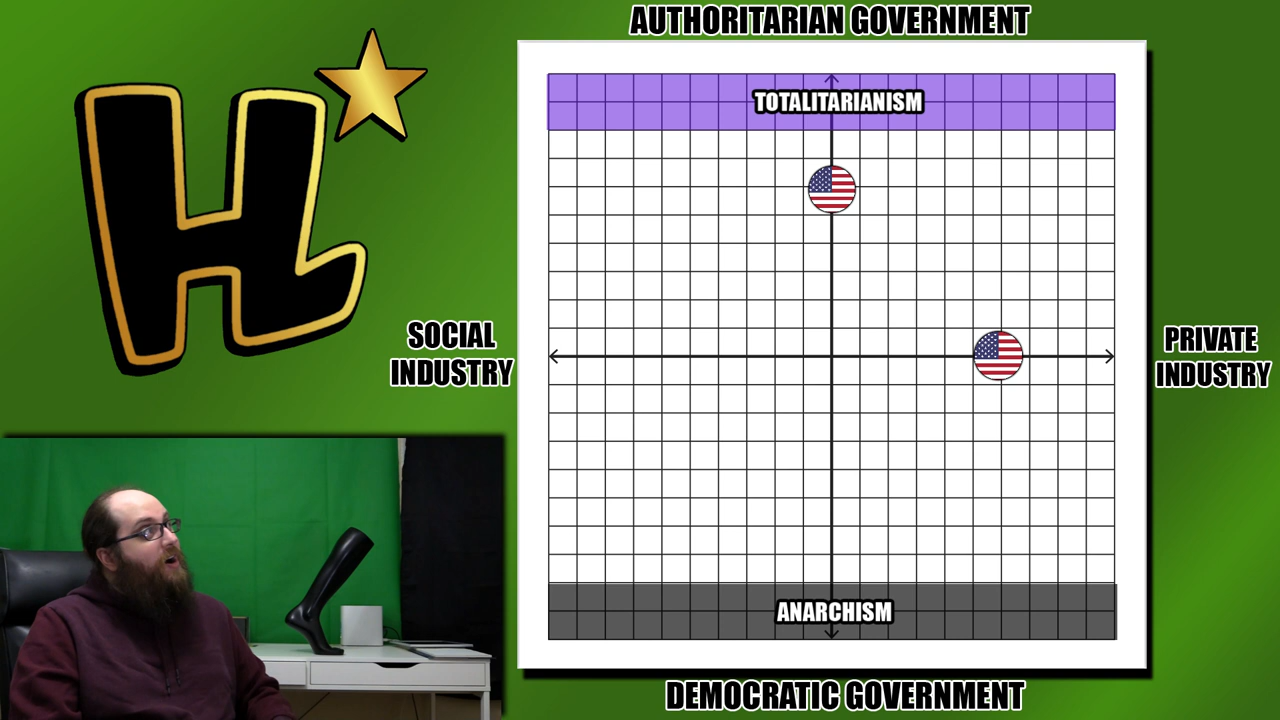 AUTHORITARIAN GOVERNMENT
TOTALITARIANISM
H
SOCIAL
INDUSTRY
PRIVATE
INDUSTRY
ANARCHISM
DEMOCRATIC GOVERNMENT